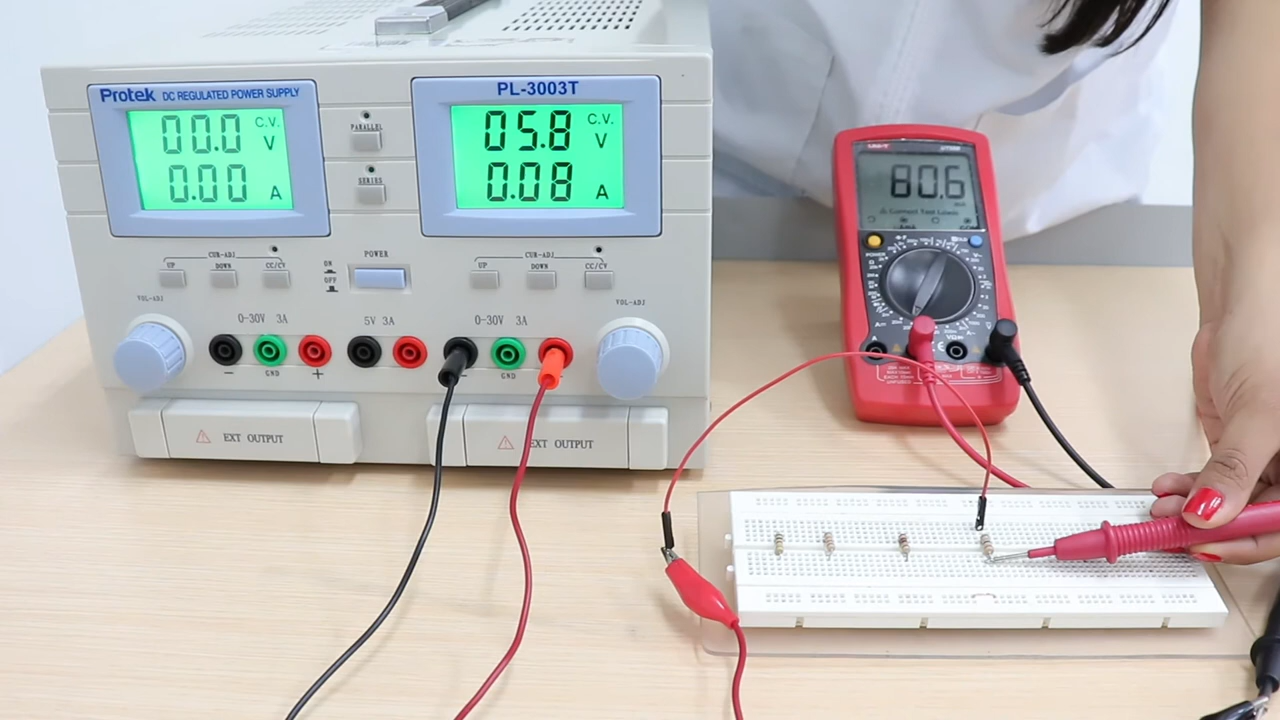 Protek DC REGULATED POWER SUPPLY
00.0 C.V. V
0.00 A
PARALLEL
SERIES
PL-3003T
05.8 C.V. V
0.08 A
UP
CUR-ADJ
DOWN
CC/CV
ON
OFF
POWER
UP
CUR-ADJ
DOWN
CC/CV
VOL-ADJ
VOL-ADJ
0-30V 3A
5V 3A
0-30V 3A
− GND +
GND
EXT OUTPUT
EXT OUTPUT
UNI-T
80.6
POWER
A